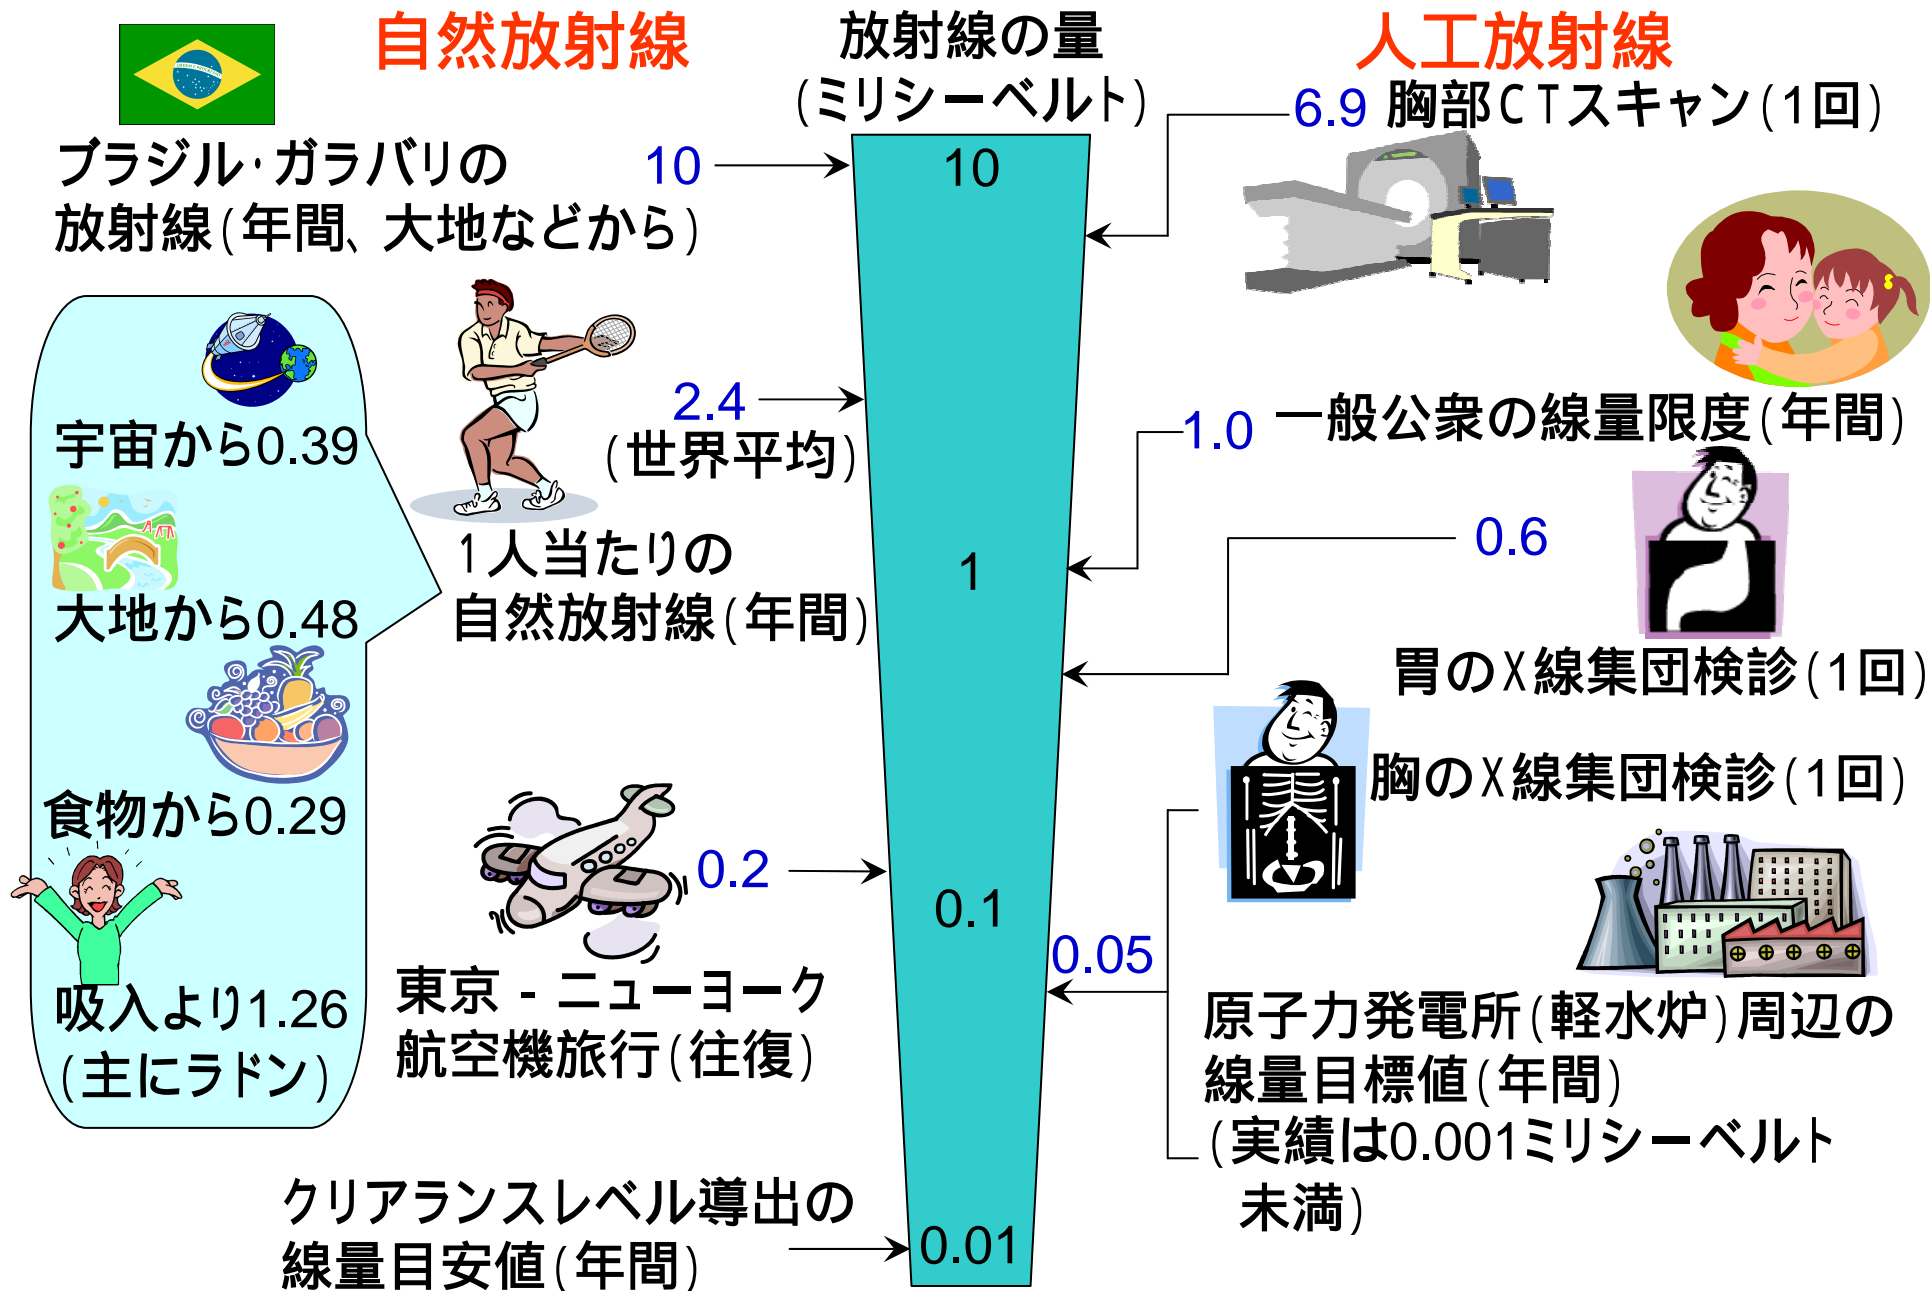 自然放射線
放射線の量
(ミリシーベルト)
人工放射線
6.9 胸部CTスキャン(1回)
ブラジル・ガラパリの
放射線(年間、大地などから)
10
10
宇宙から0.39
大地から0.48
食物から0.29
吸入より1.26
(主にラドン)
2.4
(世界平均)
1人当たりの
自然放射線(年間)
1.0 一般公衆の線量限度(年間)
1
0.6
胃のX線集団検診(1回)
胸のX線集団検診(1回)
0.2
東京 - ニューヨーク
航空機旅行(往復)
0.1
0.05
原子力発電所(軽水炉)周辺の
線量目標値(年間)
(実績は0.001ミリシーベルト
未満)
クリアランスレベル導出の
線量目安値(年間)
0.01